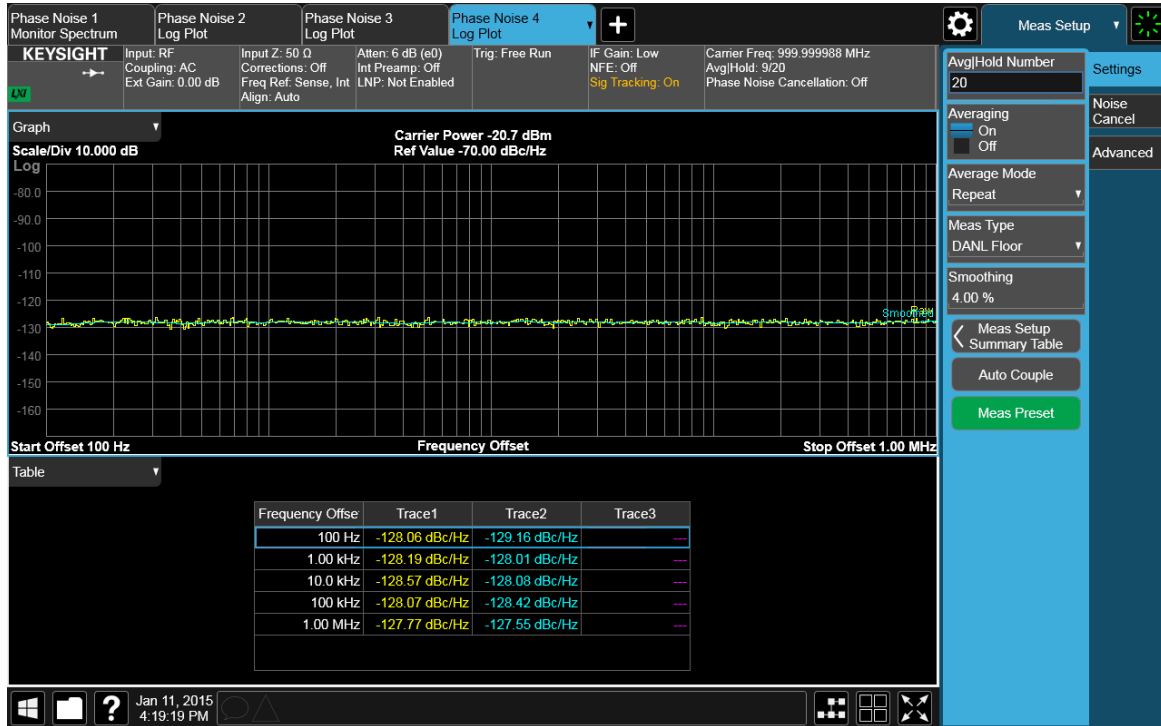 Phase Noise 1 Phase Noise 2 Phase Noise 3 Phase Noise 4 Meas Setup
Monitor Spectrum Log Plot Log Plot Log Plot
KEYSIGHT Input: RF Input Z: 50 Ω Atten: 6 dB (e0) Trig: Free Run IF Gain: Low Carrier Freq: 999.999988 MHz
Coupling: AC Corrections: Off Int Preamp: Off NFE: Off Avg|Hold: 9/20
Ext Gain: 0.00 dB Freq Ref: Sense, Int LNP: Not Enabled Sig Tracking: On Phase Noise Cancellation: Off
LXI Align: Auto
Graph
Carrier Power -20.7 dBm
Scale/Div 10.000 dB Ref Value -70.00 dBc/Hz
Log
-80.0
-90.0
-100
-110
-120
Smoothed
-130
-140
-150
-160
Start Offset 100 Hz Frequency Offset Stop Offset 1.00 MHz
Table
Frequency Offse Trace1 Trace2 Trace3
100 Hz -128.06 dBc/Hz -129.16 dBc/Hz ---
1.00 kHz -128.19 dBc/Hz -128.01 dBc/Hz ---
10.0 kHz -128.57 dBc/Hz -128.08 dBc/Hz ---
100 kHz -128.07 dBc/Hz -128.42 dBc/Hz ---
1.00 MHz -127.77 dBc/Hz -127.55 dBc/Hz ---
Avg|Hold Number
20
Averaging
On
Off
Average Mode
Repeat
Meas Type
DANL Floor
Smoothing
4.00 %
Meas Setup
Summary Table
Auto Couple
Meas Preset
Settings
Noise
Cancel
Advanced
?
Jan 11, 2015
4:19:19 PM